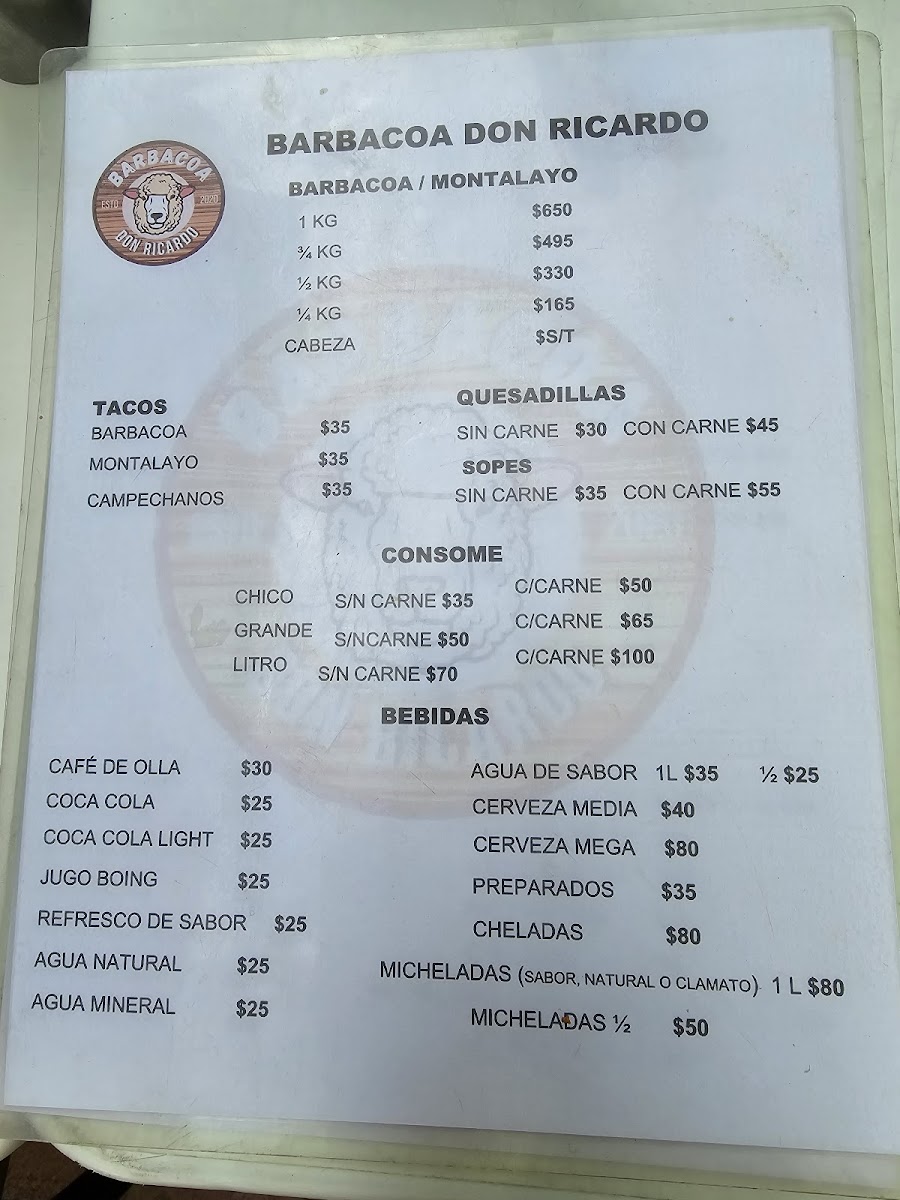 BARBACOA DON RICARDO
BARBACOA
ESTD 2020
DON RICARDO
BARBACOA / MONTALAYO
1 KG $650
¾ KG $495
½ KG $330
¼ KG $165
CABEZA $S/T
TACOS
BARBACOA $35
MONTALAYO $35
CAMPECHANOS $35
QUESADILLAS
SIN CARNE $30 CON CARNE $45
SOPES
SIN CARNE $35 CON CARNE $55
CONSOME
CHICO S/N CARNE $35 C/CARNE $50
GRANDE S/NCARNE $50 C/CARNE $65
LITRO S/N CARNE $70 C/CARNE $100
BEBIDAS
CAFÉ DE OLLA $30
COCA COLA $25
COCA COLA LIGHT $25
JUGO BOING $25
REFRESCO DE SABOR $25
AGUA NATURAL $25
AGUA MINERAL $25
AGUA DE SABOR 1L $35 ½ $25
CERVEZA MEDIA $40
CERVEZA MEGA $80
PREPARADOS $35
CHELADAS $80
MICHELADAS (SABOR, NATURAL O CLAMATO) 1 L $80
MICHELADAS ½ $50